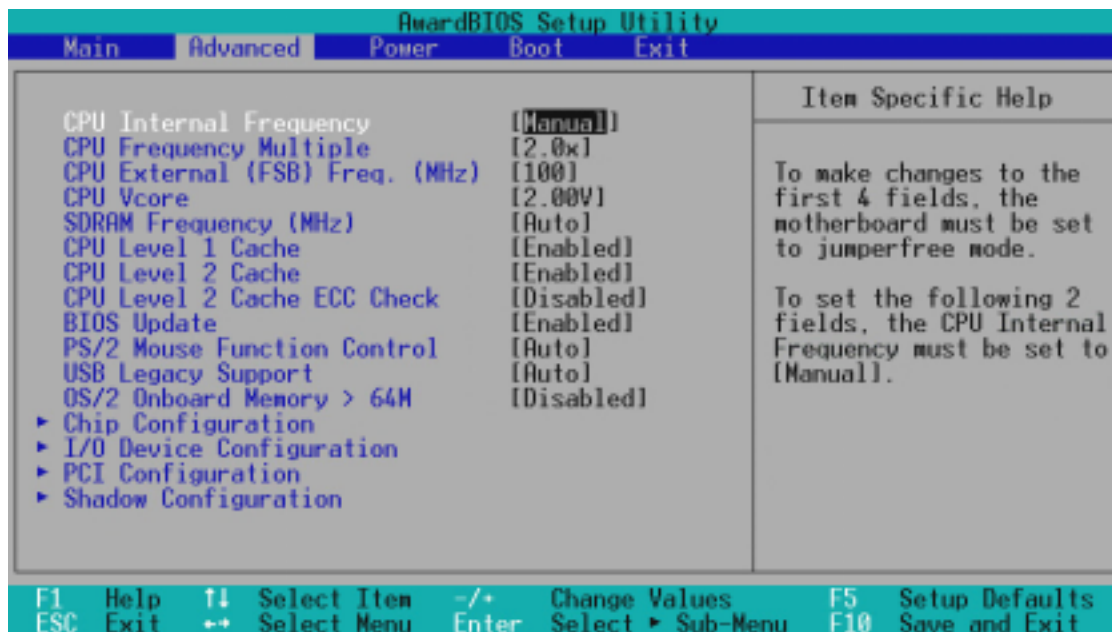 AwardBIOS Setup Utility
Main Advanced Power Boot Exit
Item Specific Help
CPU Internal Frequency [Manual]
CPU Frequency Multiple [2.0x]
CPU External (FSB) Freq. (MHz) [100]
CPU Vcore [2.00V]
SDRAM Frequency (MHz) [Auto]
CPU Level 1 Cache [Enabled]
CPU Level 2 Cache [Enabled]
CPU Level 2 Cache ECC Check [Disabled]
BIOS Update [Enabled]
PS/2 Mouse Function Control [Auto]
USB Legacy Support [Auto]
OS/2 Onboard Memory > 64M [Disabled]
▸ Chip Configuration
▸ I/O Device Configuration
▸ PCI Configuration
▸ Shadow Configuration
To make changes to the
first 4 fields, the
motherboard must be set
to jumperfree mode.
To set the following 2
fields, the CPU Internal
Frequency must be set to
[Manual].
F1 Help ↑↓ Select Item -/+ Change Values F5 Setup Defaults
ESC Exit ←→ Select Menu Enter Select ▸ Sub-Menu F10 Save and Exit